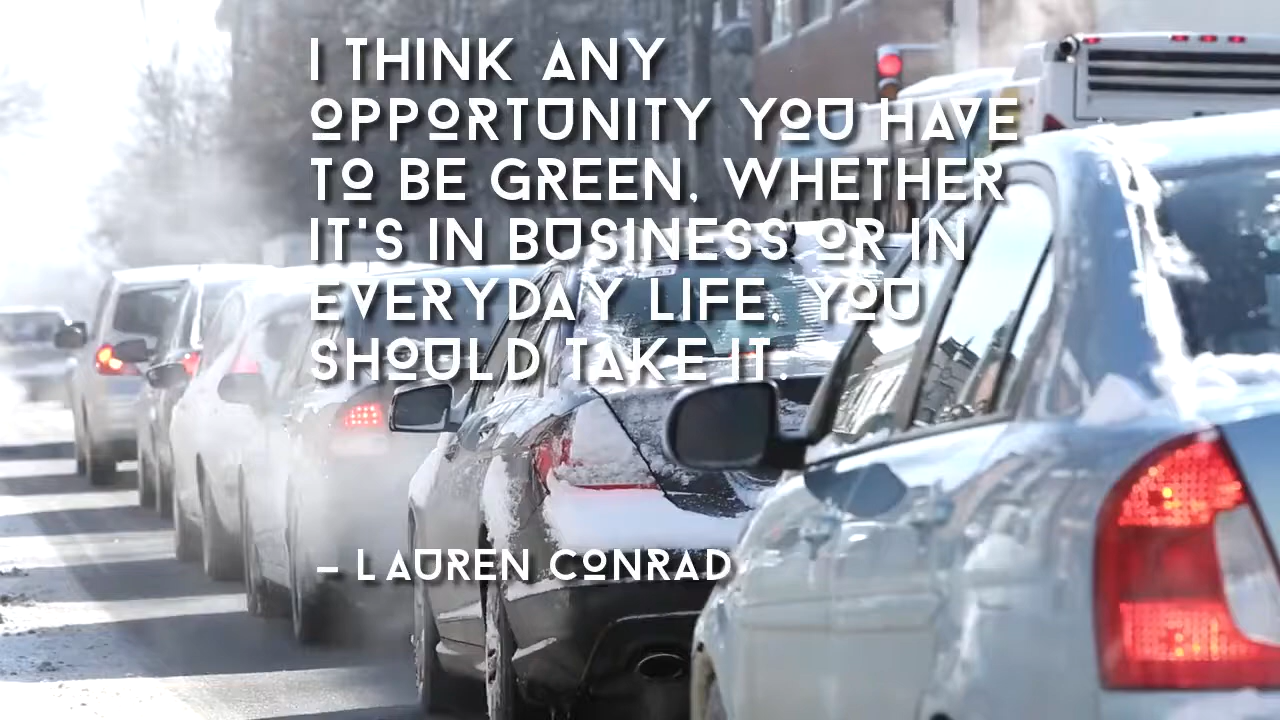 I THINK ANY
OPPORTUNITY YOU HAVE
TO BE GREEN, WHETHER
IT'S IN BUSINESS OR IN
EVERYDAY LIFE, YOU
SHOULD TAKE IT.
– LAUREN CONRAD